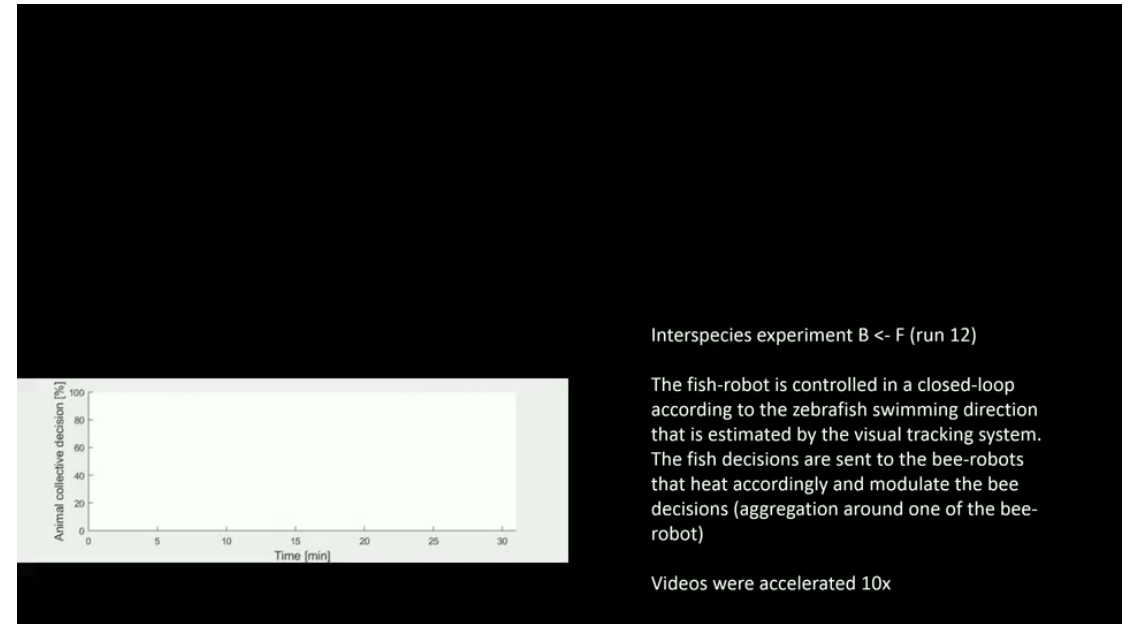 Interspecies experiment B <- F (run 12)
The fish-robot is controlled in a closed-loop
according to the zebrafish swimming direction
that is estimated by the visual tracking system.
The fish decisions are sent to the bee-robots
that heat accordingly and modulate the bee
decisions (aggregation around one of the bee-
robot)
Videos were accelerated 10x
Animal collective decision [%]
100
80
60
40
20
0
0 5 10 15 20 25 30
Time [min]